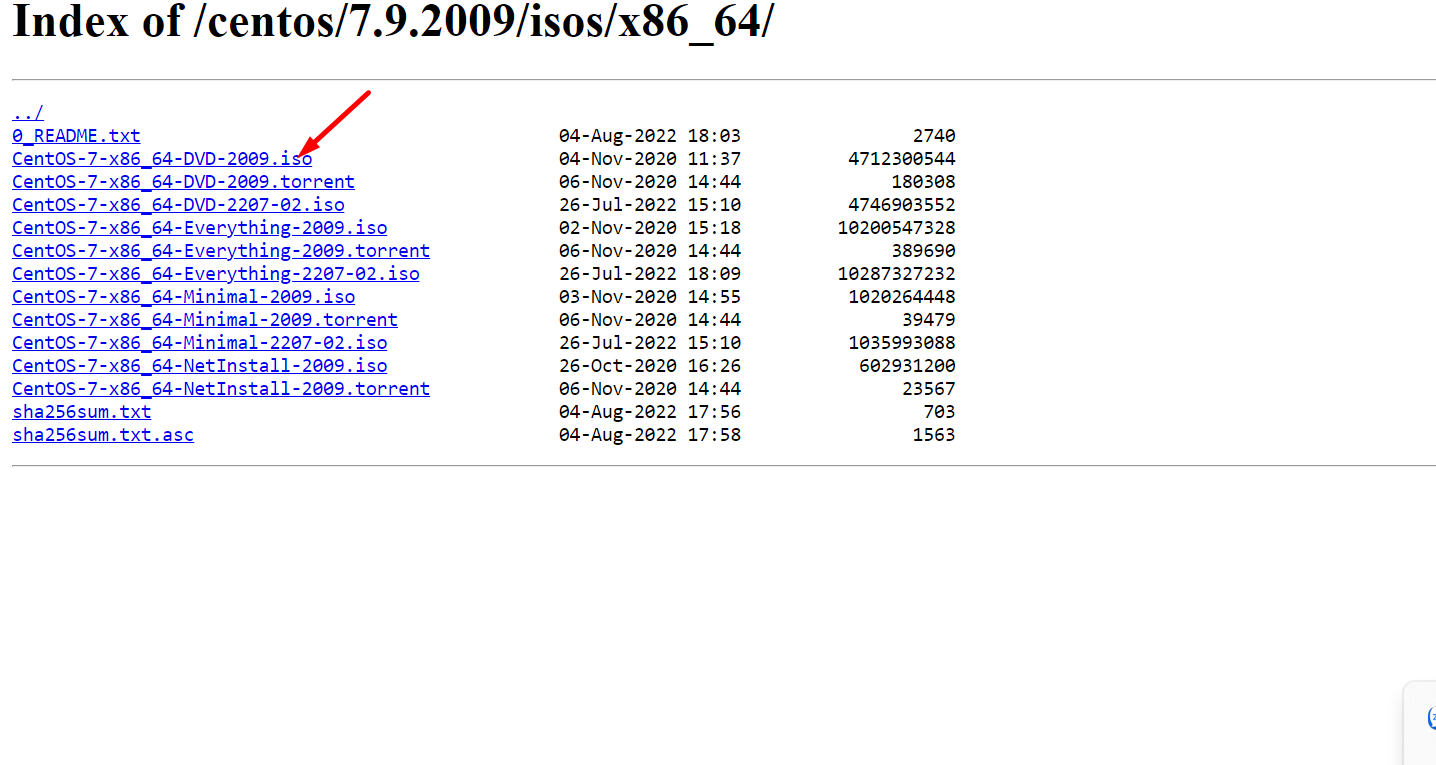 Index of /centos/7.9.2009/isos/x86_64/
../
0_README.txt 04-Aug-2022 18:03 2740
CentOS-7-x86_64-DVD-2009.iso 04-Nov-2020 11:37 4712300544
CentOS-7-x86_64-DVD-2009.torrent 06-Nov-2020 14:44 180308
CentOS-7-x86_64-DVD-2207-02.iso 26-Jul-2022 15:10 4746903552
CentOS-7-x86_64-Everything-2009.iso 02-Nov-2020 15:18 10200547328
CentOS-7-x86_64-Everything-2009.torrent 06-Nov-2020 14:44 389690
CentOS-7-x86_64-Everything-2207-02.iso 26-Jul-2022 18:09 10287327232
CentOS-7-x86_64-Minimal-2009.iso 03-Nov-2020 14:55 1020264448
CentOS-7-x86_64-Minimal-2009.torrent 06-Nov-2020 14:44 39479
CentOS-7-x86_64-Minimal-2207-02.iso 26-Jul-2022 15:10 1035993088
CentOS-7-x86_64-NetInstall-2009.iso 26-Oct-2020 16:26 602931200
CentOS-7-x86_64-NetInstall-2009.torrent 06-Nov-2020 14:44 23567
sha256sum.txt 04-Aug-2022 17:56 703
sha256sum.txt.asc 04-Aug-2022 17:58 1563